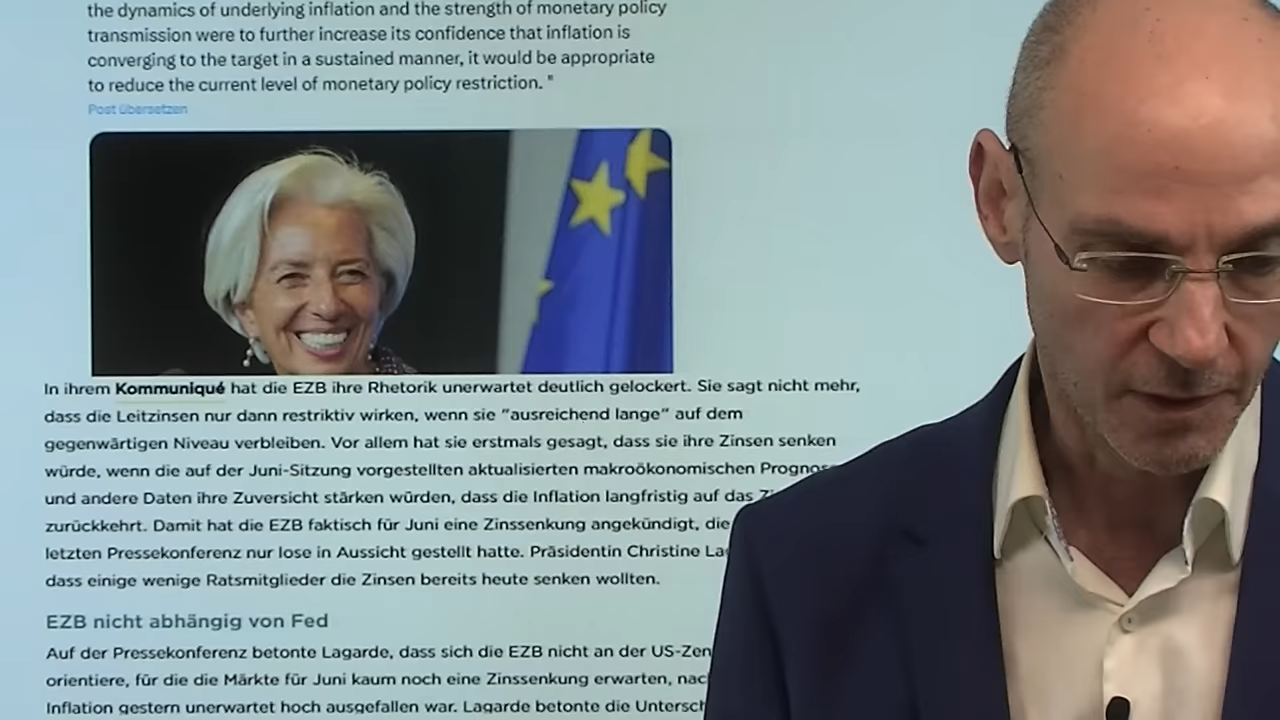 the dynamics of underlying inflation and the strength of monetary policy
transmission were to further increase its confidence that inflation is
converging to the target in a sustained manner, it would be appropriate
to reduce the current level of monetary policy restriction. "
Post übersetzen
In ihrem Kommuniqué hat die EZB ihre Rhetorik unerwartet deutlich gelockert. Sie sagt nicht mehr,
dass die Leitzinsen nur dann restriktiv wirken, wenn sie "ausreichend lange" auf dem
gegenwärtigen Niveau verbleiben. Vor allem hat sie erstmals gesagt, dass sie ihre Zinsen senken
würde, wenn die auf der Juni-Sitzung vorgestellten aktualisierten makroökonomischen
und andere Daten ihre Zuversicht stärken würden, dass die Inflation langfristig auf das
zurückkehrt. Damit hat die EZB faktisch für Juni eine Zinssenkung angekündigt, die
letzten Pressekonferenz nur lose in Aussicht gestellt hatte. Präsidentin Christine
dass einige wenige Ratsmitglieder die Zinsen bereits heute senken wollten.
EZB nicht abhängig von Fed
Auf der Pressekonferenz betonte Lagarde, dass sich die EZB nicht an der
orientiere, für die die Märkte für Juni kaum noch eine Zinssenkung erwarten,
Inflation gestern unerwartet hoch ausgefallen war. Lagarde betonte die